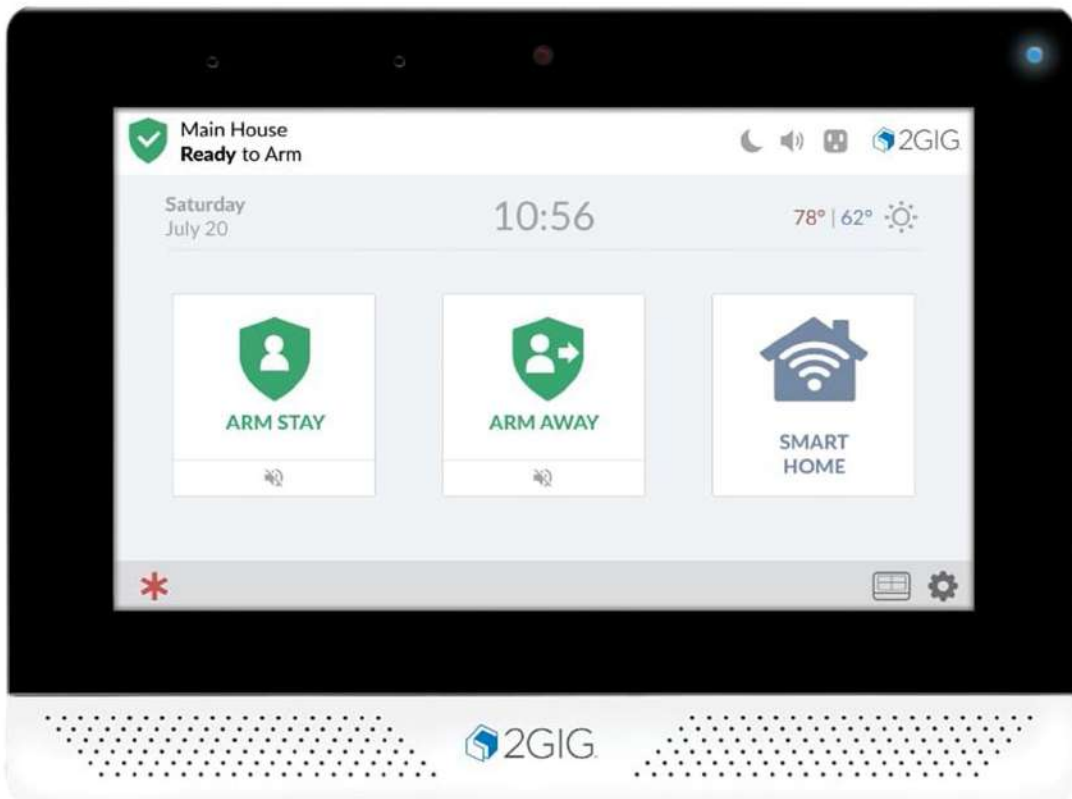 Main House
Ready to Arm
2GIG
Saturday
July 20
10:56
78° | 62°
ARM STAY
ARM AWAY
SMART
HOME
2GIG